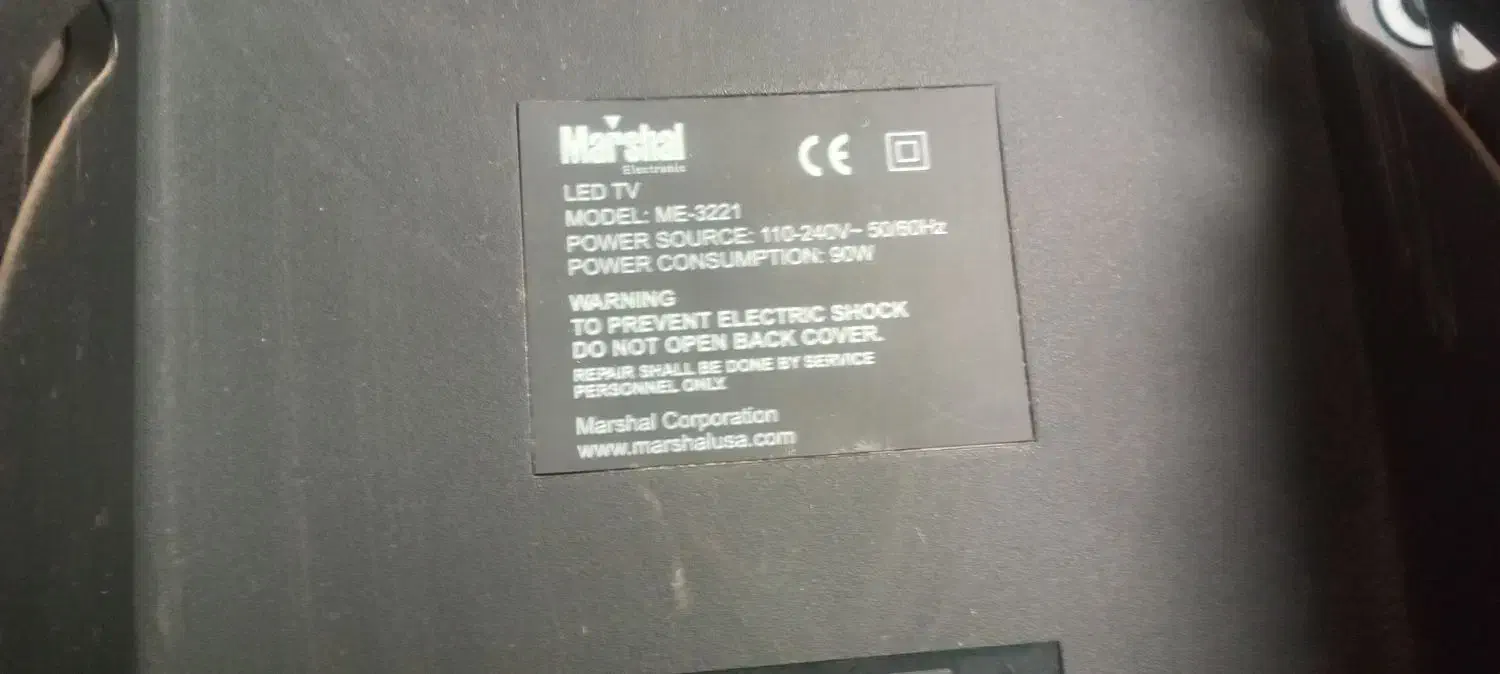 Marshal
Electronic
CE
LED TV
MODEL: ME-3221
POWER SOURCE: 110-240V~ 50/60Hz
POWER CONSUMPTION: 90W
WARNING
TO PREVENT ELECTRIC SHOCK
DO NOT OPEN BACK COVER.
REPAIR SHALL BE DONE BY SERVICE
PERSONNEL ONLY.
Marshal Corporation
www.marshalusa.com